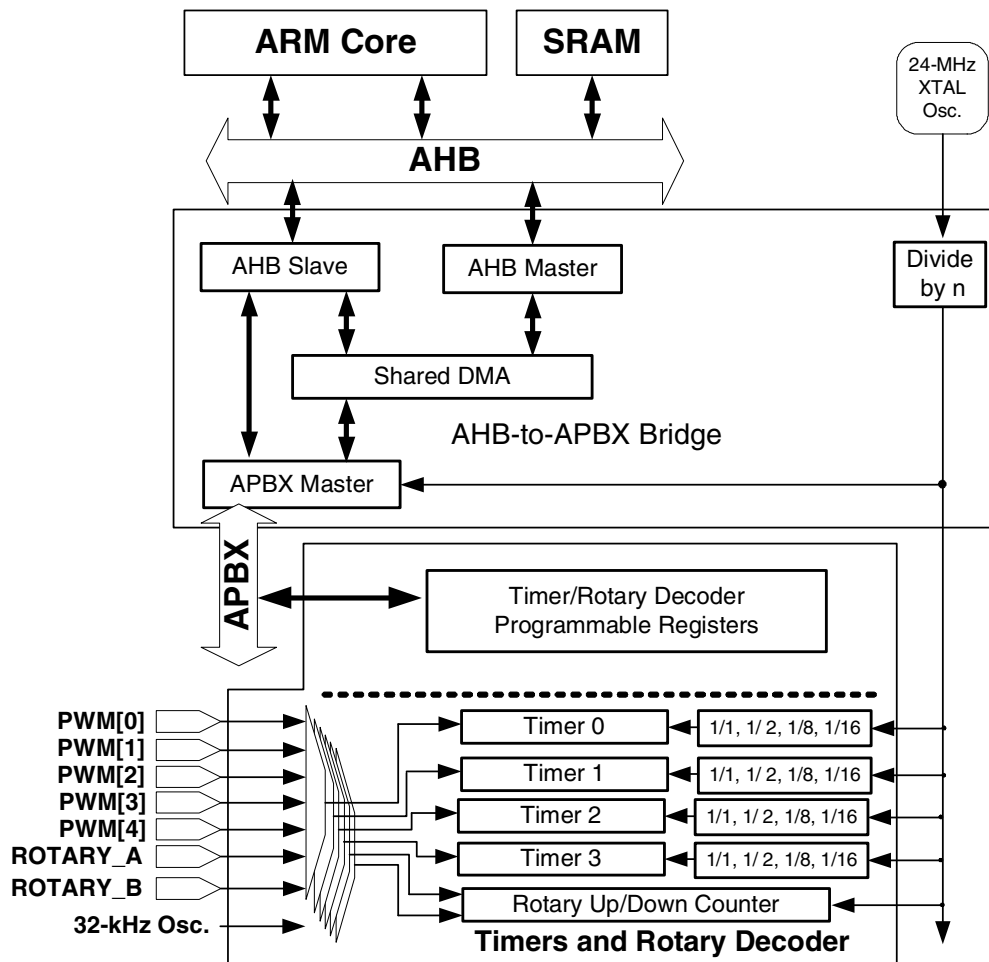 ARM Core
SRAM
24-MHz
XTAL
Osc.
AHB
AHB Slave
AHB Master
Divide
by n
Shared DMA
AHB-to-APBX Bridge
APBX Master
APBX
Timer/Rotary Decoder
Programmable Registers
PWM[0]
Timer 0
1/1, 1/ 2, 1/8, 1/16
PWM[1]
Timer 1
1/1, 1/ 2, 1/8, 1/16
PWM[2]
PWM[3]
Timer 2
1/1, 1/ 2, 1/8, 1/16
PWM[4]
ROTARY_A
Timer 3
1/1, 1/ 2, 1/8, 1/16
ROTARY_B
Rotary Up/Down Counter
32-kHz Osc.
Timers and Rotary Decoder